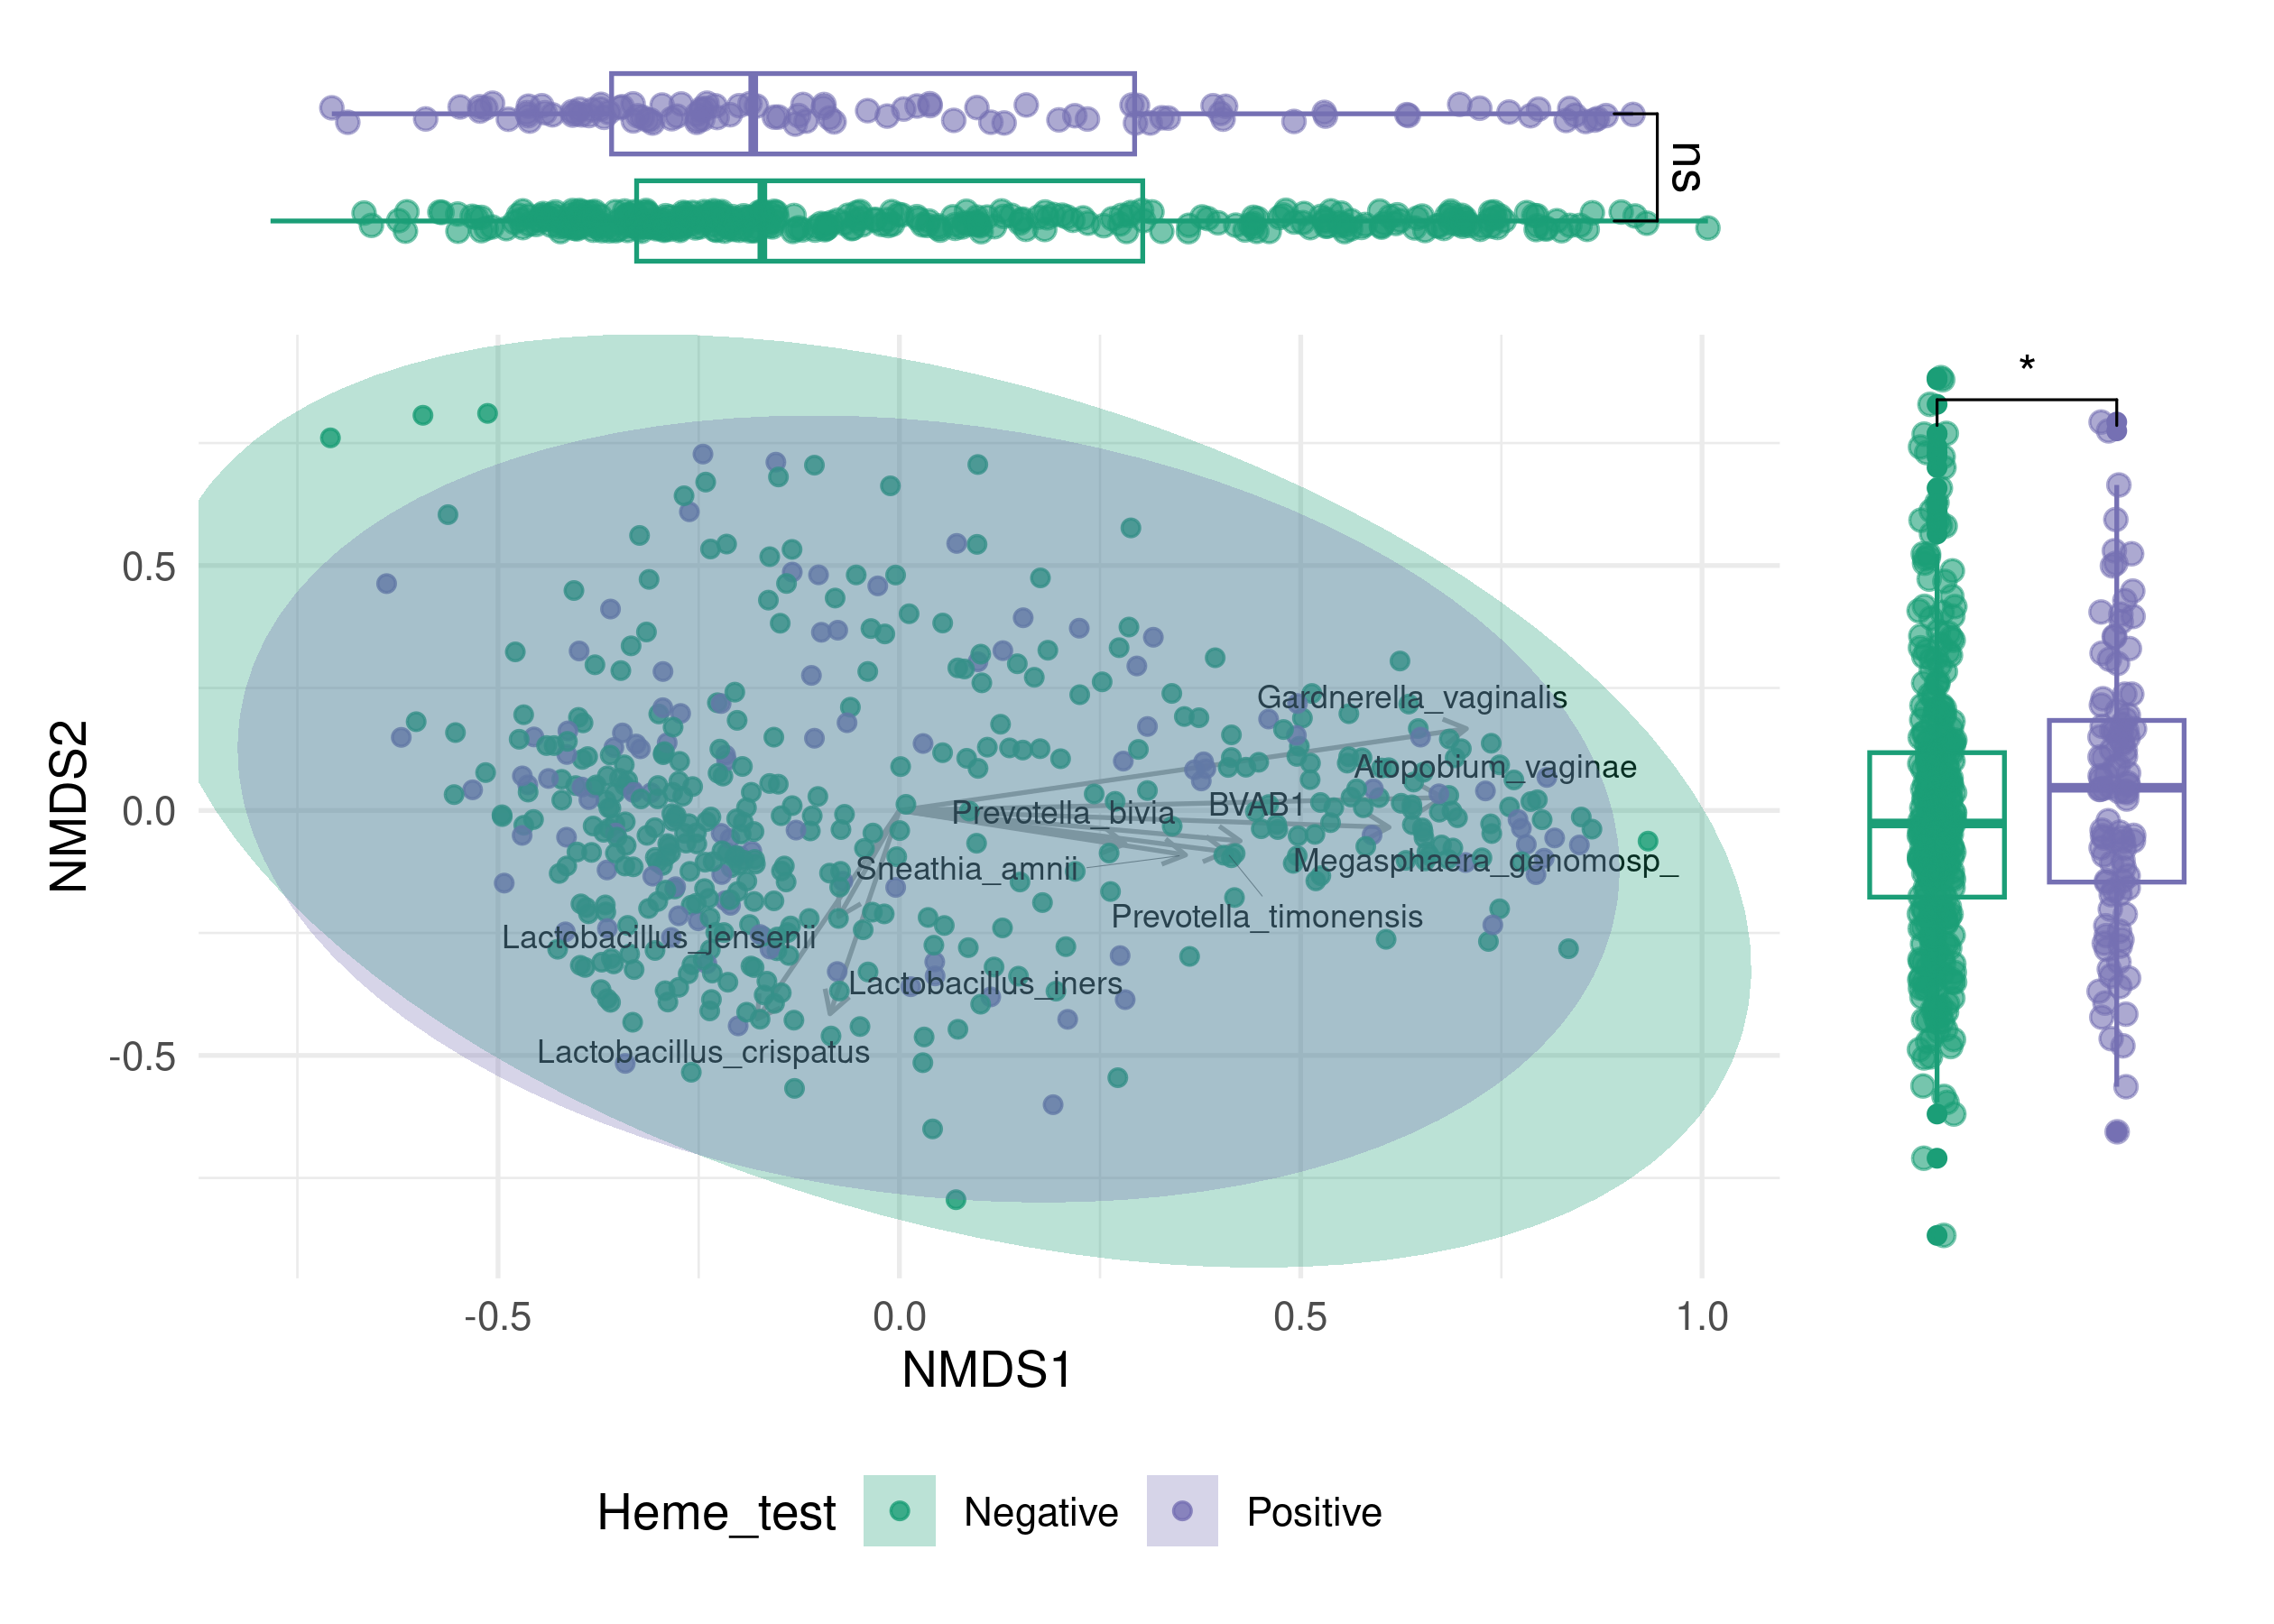 ns
*
NMDS2
0.5
0.0
-0.5
Gardnerella_vaginalis
Atopobium_vaginae
BVAB1
Prevotella_bivia
Megasphaera_genomosp_
Sneathia_amnii
Prevotella_timonensis
Lactobacillus_jensenii
Lactobacillus_iners
Lactobacillus_crispatus
-0.5 0.0 0.5 1.0
NMDS1
Heme_test Negative Positive